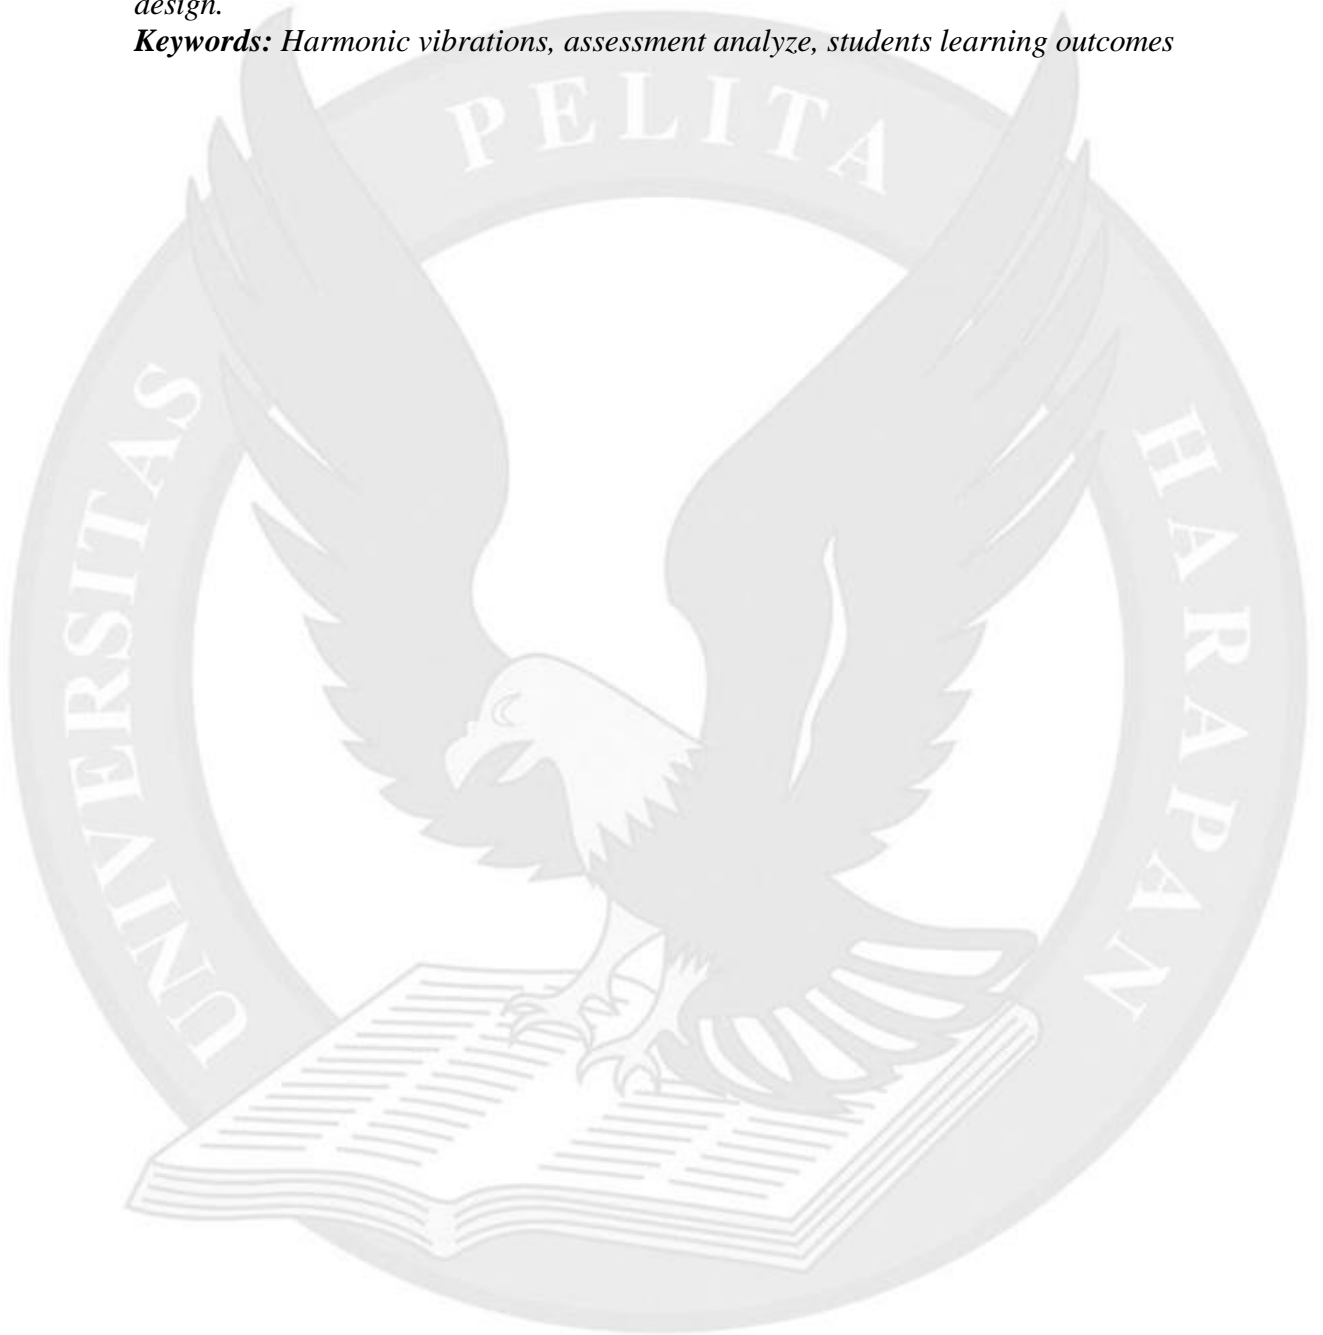 design.
Keywords: Harmonic vibrations, assessment analyze, students learning outcomes
PELITA
UNIVERSITAS
HARAPAN